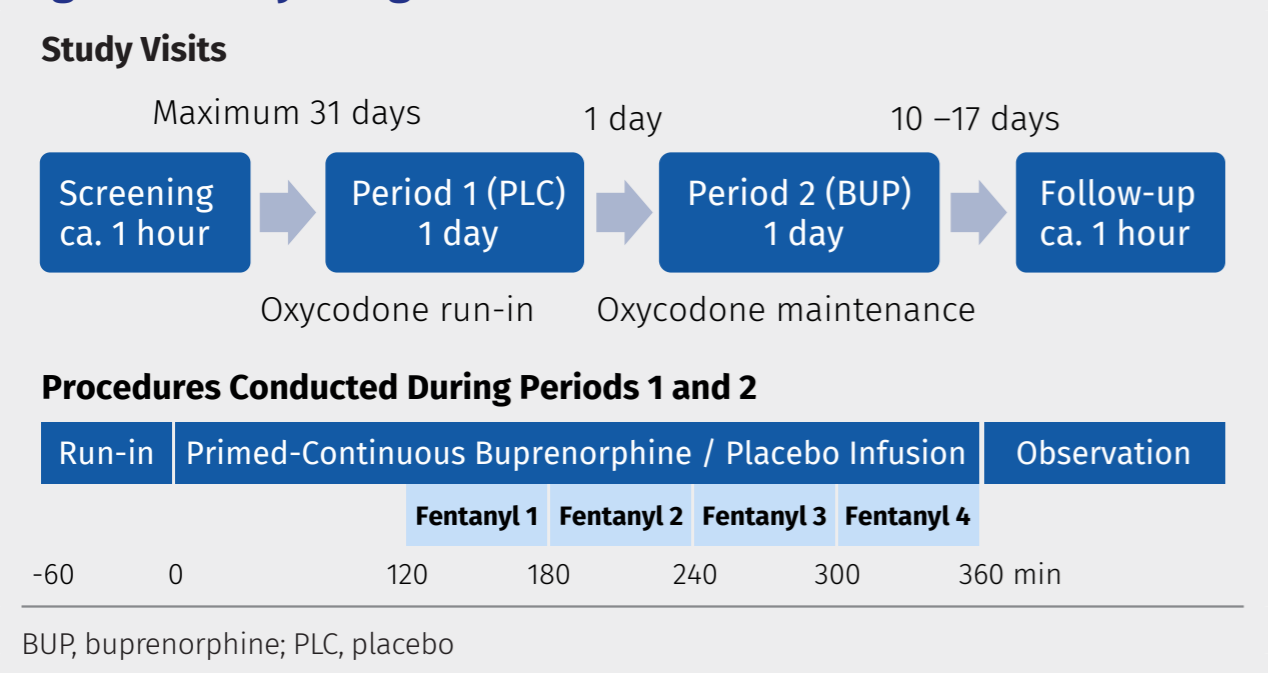 Study Visits
Maximum 31 days
1 day
10 –17 days
Screening
ca. 1 hour
Period 1 (PLC)
1 day
Period 2 (BUP)
1 day
Follow-up
ca. 1 hour
Oxycodone run-in
Oxycodone maintenance
Procedures Conducted During Periods 1 and 2
Run-in
Primed-Continuous Buprenorphine / Placebo Infusion
Observation
Fentanyl 1
Fentanyl 2
Fentanyl 3
Fentanyl 4
-60
0
120
180
240
300
360 min
BUP, buprenorphine; PLC, placebo